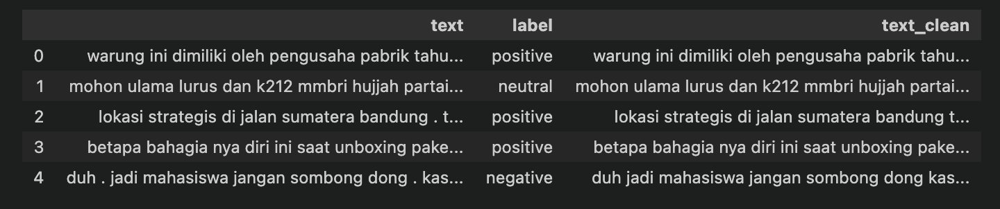 text label text_clean
0 warung ini dimiliki oleh pengusaha pabrik tahu... positive warung ini dimiliki oleh pengusaha pabrik tahu...
1 mohon ulama lurus dan k212 mmbri hujjah partai... neutral mohon ulama lurus dan k212 mmbri hujjah partai...
2 lokasi strategis di jalan sumatera bandung . t... positive lokasi strategis di jalan sumatera bandung t...
3 betapa bahagia nya diri ini saat unboxing pake... positive betapa bahagia nya diri ini saat unboxing pake...
4 duh . jadi mahasiswa jangan sombong dong . kas... negative duh jadi mahasiswa jangan sombong dong kas...